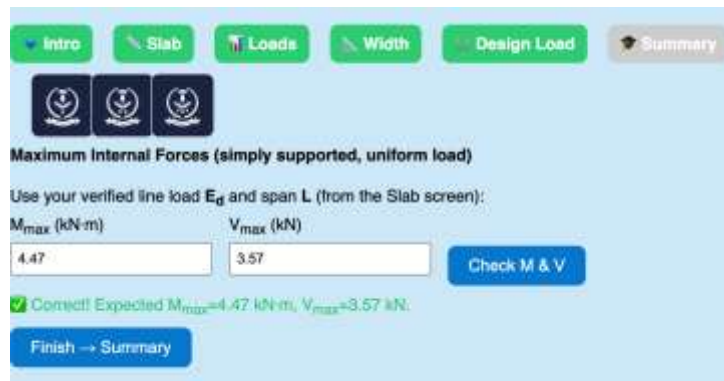 Intro Slab Loads Width Design Load Summary
Maximum Internal Forces (simply supported, uniform load)
Use your verified line load Ed and span L (from the Slab screen):
Mmax (kN·m) Vmax (kN)
4.47 3.57 Check M & V
✅ Correct! Expected Mmax=4.47 kN·m, Vmax=3.57 kN.
Finish → Summary